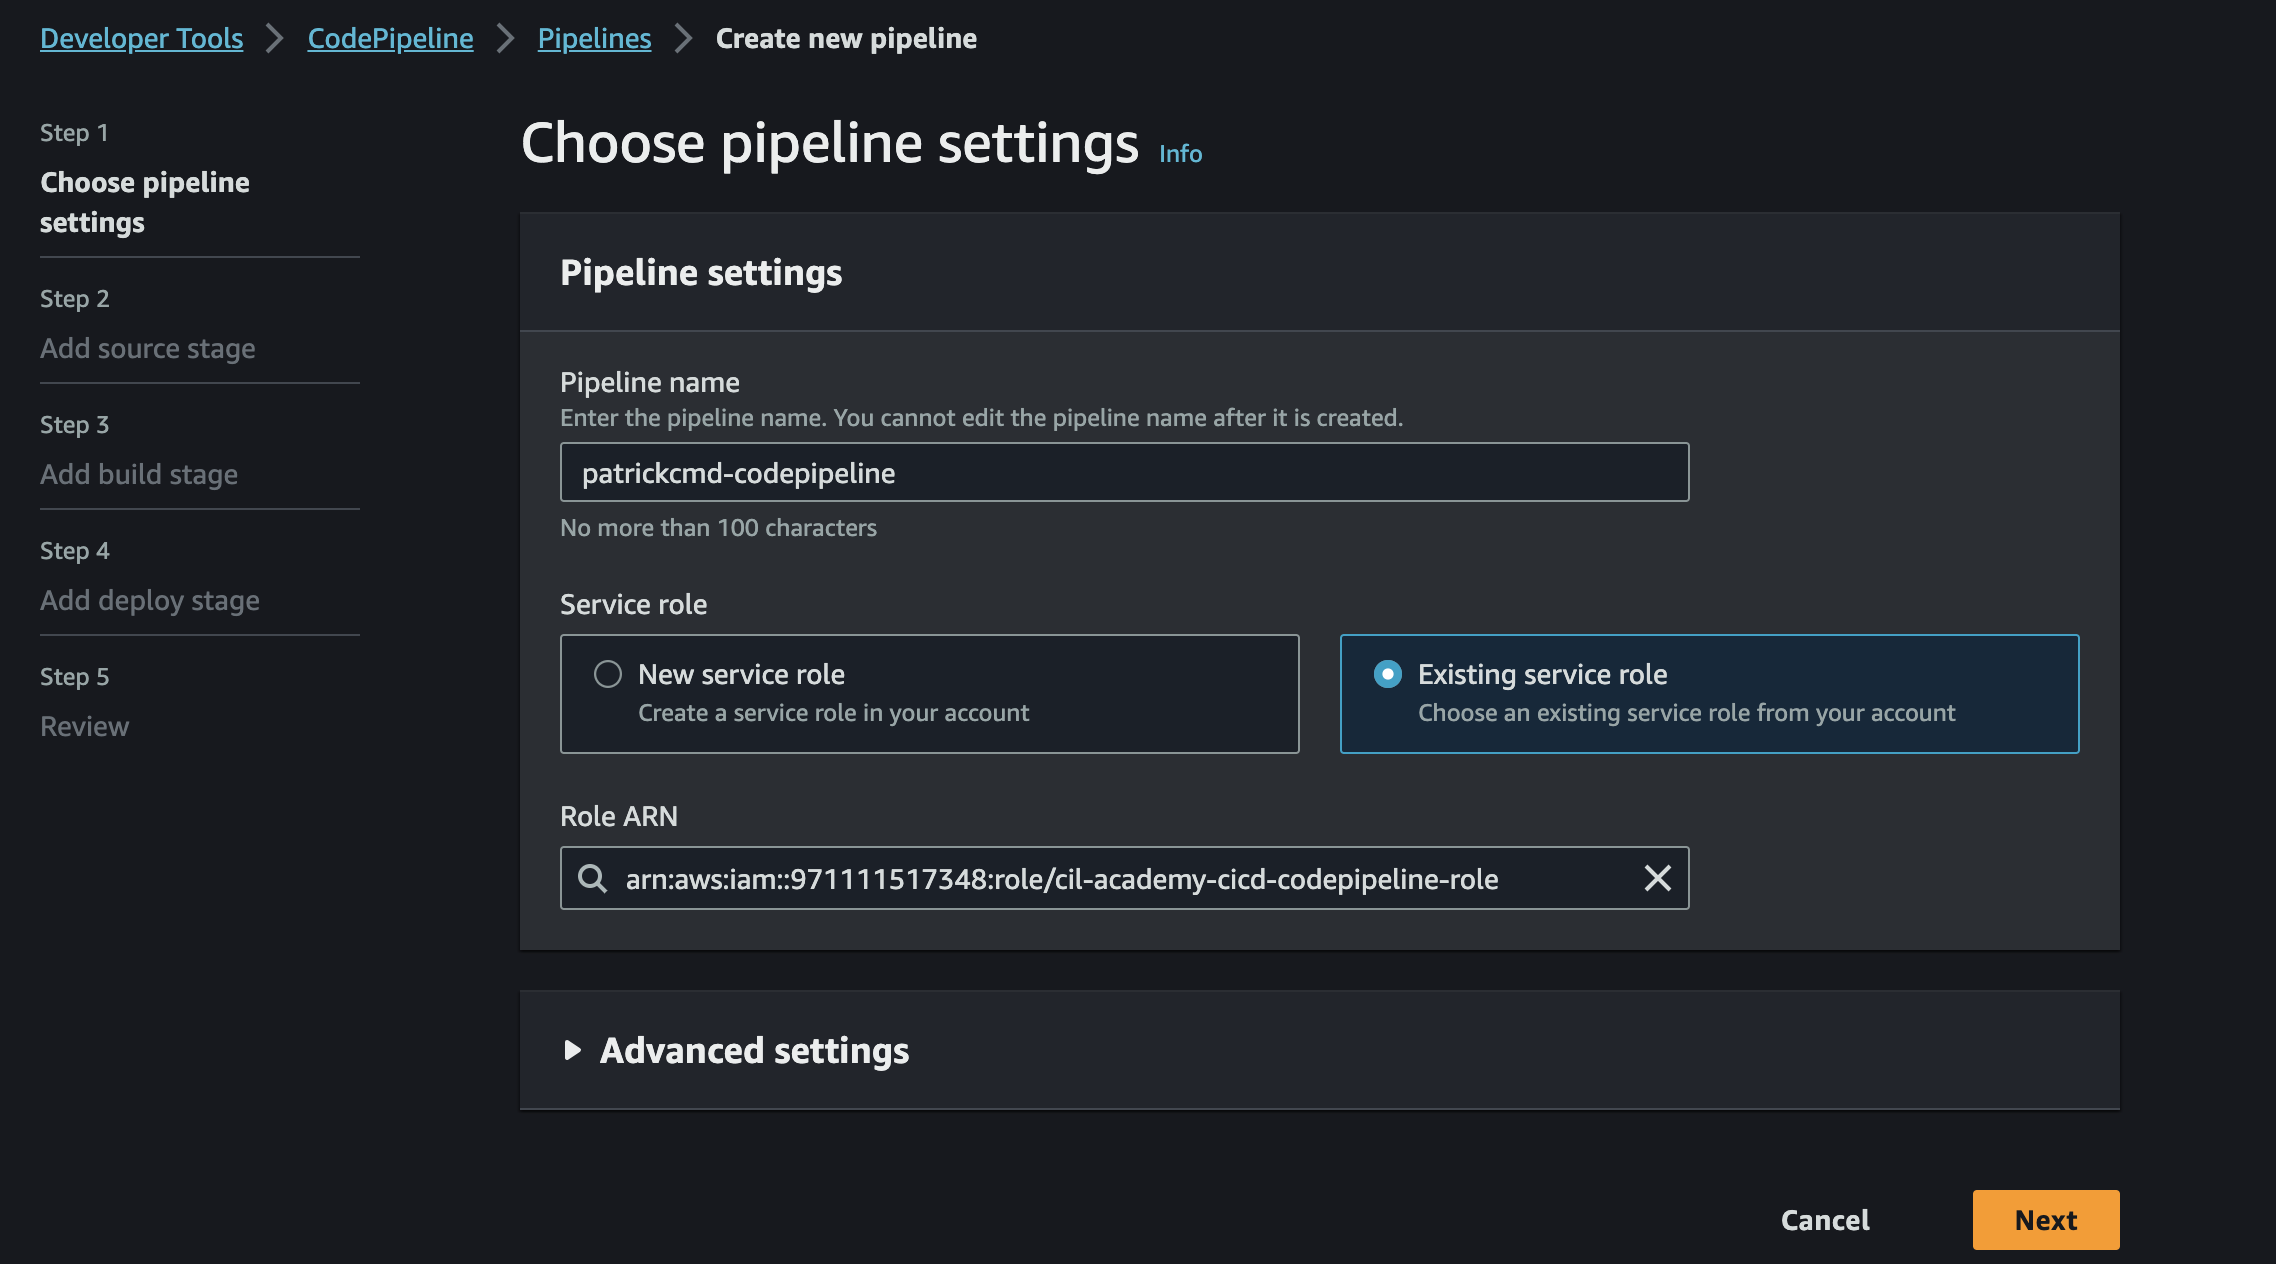 Developer Tools > CodePipeline > Pipelines > Create new pipeline
Step 1
Choose pipeline
settings
Step 2
Add source stage
Step 3
Add build stage
Step 4
Add deploy stage
Step 5
Review
Choose pipeline settings Info
Pipeline settings
Pipeline name
Enter the pipeline name. You cannot edit the pipeline name after it is created.
patrickcmd-codepipeline
No more than 100 characters
Service role
New service role
Create a service role in your account
Existing service role
Choose an existing service role from your account
Role ARN
arn:aws:iam::971111517348:role/cil-academy-cicd-codepipeline-role
Advanced settings
Cancel
Next